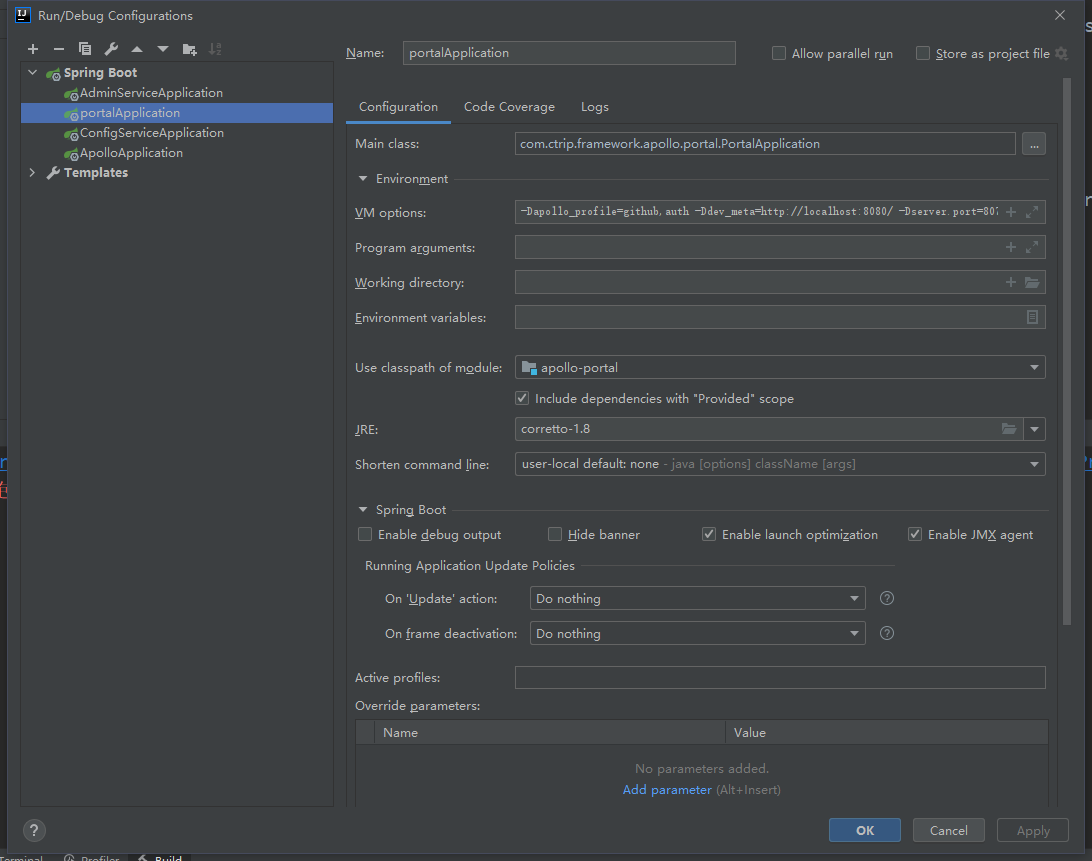 Run/Debug Configurations
Name: portalApplication
Allow parallel run
Store as project file
Spring Boot
AdminServiceApplication
portalApplication
ConfigServiceApplication
ApolloApplication
Templates
Configuration Code Coverage Logs
Main class: com.ctrip.framework.apollo.portal.PortalApplication ...
Environment
VM options: -Dapollo_profile=github,auth -Ddev_meta=http://localhost:8080/ -Dserver.port=807
Program arguments:
Working directory:
Environment variables:
Use classpath of module: apollo-portal
Include dependencies with "Provided" scope
JRE: corretto-1.8
Shorten command line: user-local default: none - java [options] className [args]
Spring Boot
Enable debug output Hide banner Enable launch optimization Enable JMX agent
Running Application Update Policies
On 'Update' action: Do nothing ?
On frame deactivation: Do nothing ?
Active profiles:
Override parameters:
Name Value
No parameters added.
Add parameter (Alt+Insert)
? OK Cancel Apply
Terminal Profiler Build